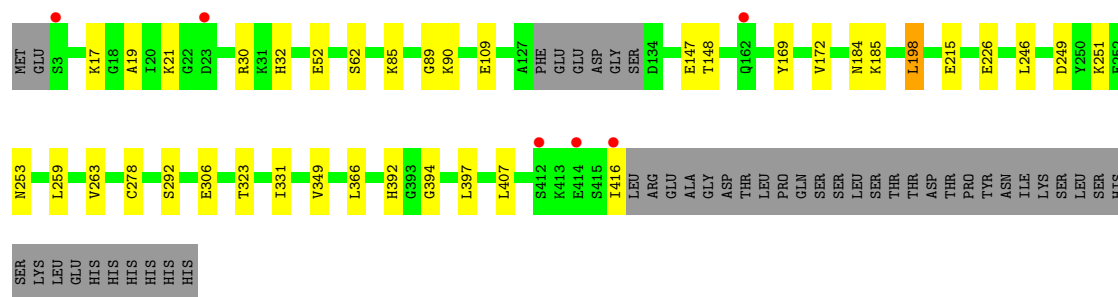 MET GLU S3 K17 G18 A19 I20 K21 G22 D23 R30 K31 H32 E52 S62 K85 G89 K90 E109 A127 PHE GLU GLU ASP GLY SER D134 E147 T148 Q162 Y169 V172 N184 K185 L198 E215 E226 L246 D249 Y250 K251
N253 L259 V263 C278 S292 E306 T323 I331 V349 L366 H392 G393 G394 L397 L407 S412 K413 E414 S415 I416 LEU ARG GLU ALA GLY ASP THR LEU PRO GLN SER SER LEU SER THR THR ASP THR PRO TYR ASN ILE LYS SER LEU SER HIS
SER LYS LEU GLU HIS HIS HIS HIS HIS HIS